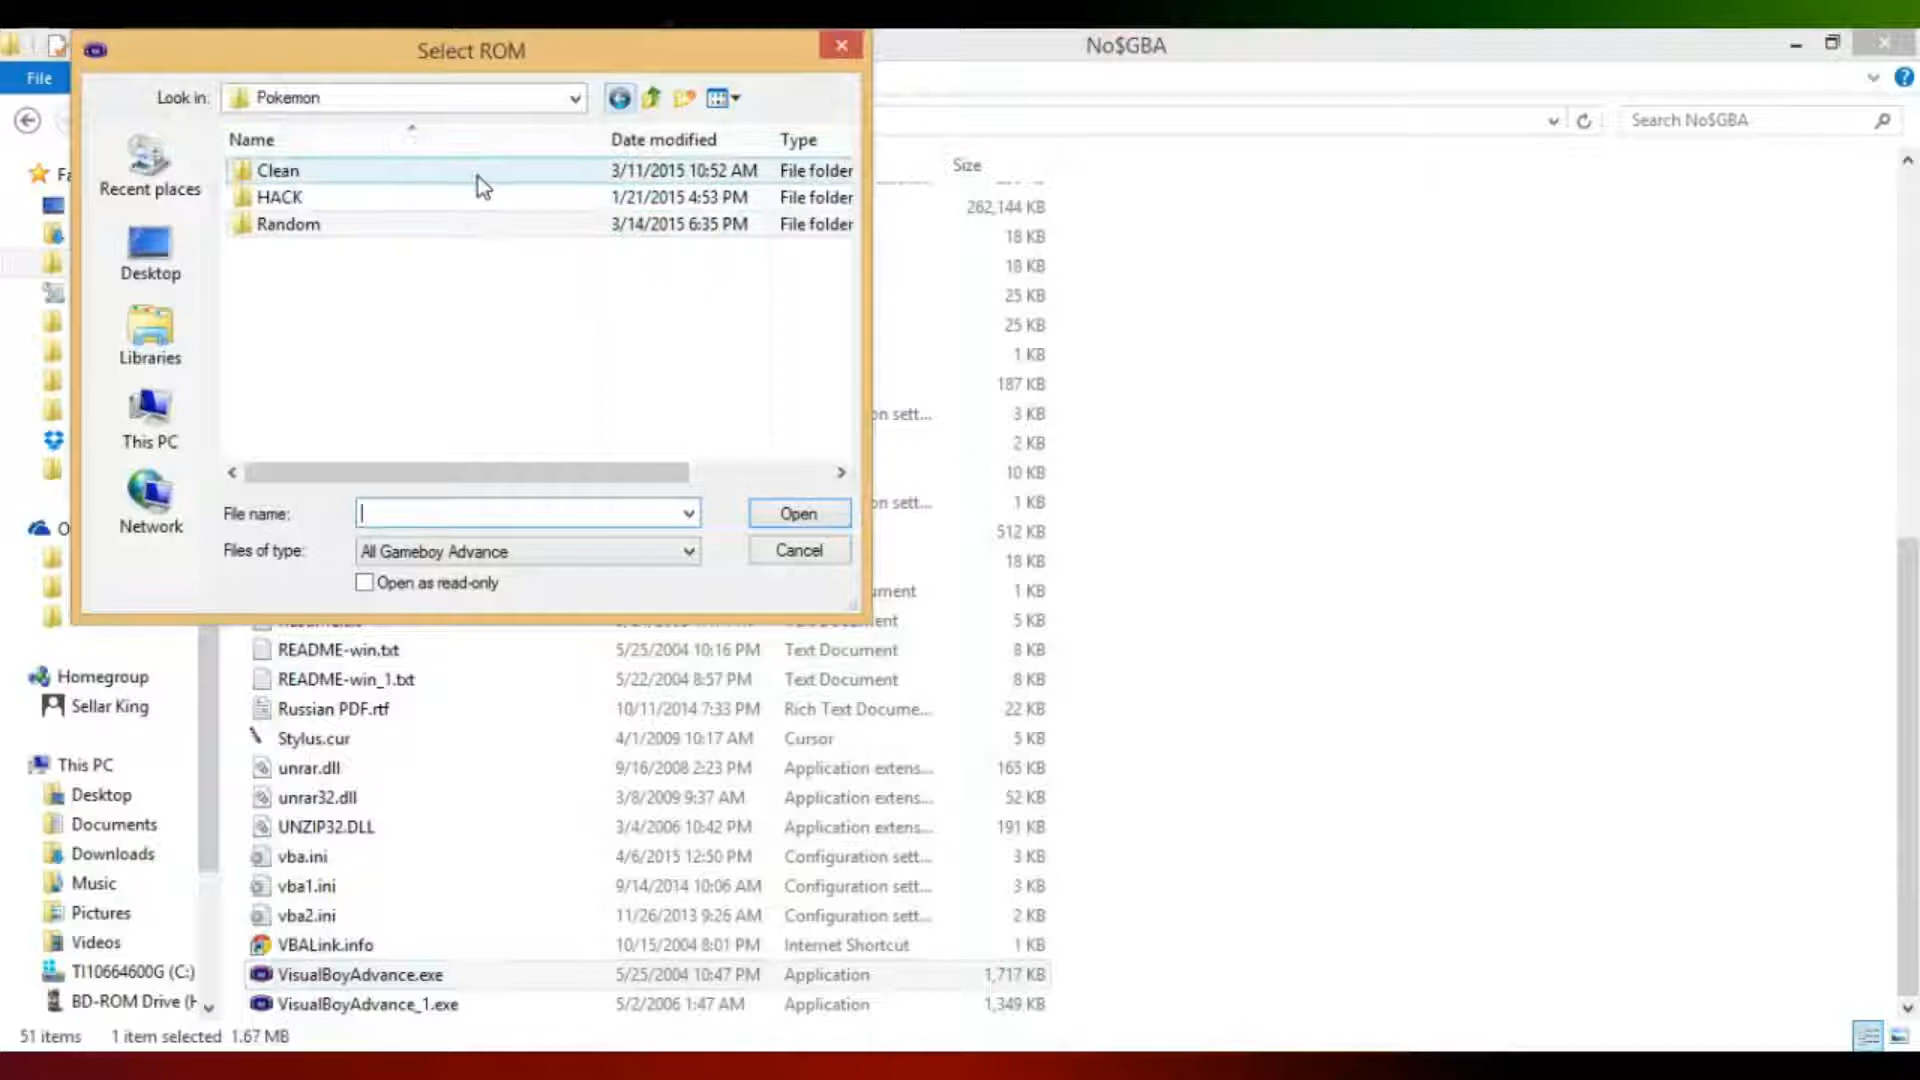 Select ROM
No$GBA
File
Look in: Pokemon
Search No$GBA
Name Date modified Type
Clean 3/11/2015 10:52 AM File folder
HACK 1/21/2015 4:53 PM File folder
Random 3/14/2015 6:35 PM File folder
Recent places
Desktop
Libraries
This PC
Network
File name: Open
Files of type: All Gameboy Advance Cancel
Open as read-only
Fa
O
Size
262,144 KB
18 KB
18 KB
25 KB
25 KB
1 KB
187 KB
on sett... 3 KB
2 KB
10 KB
on sett... 1 KB
512 KB
18 KB
ument 1 KB
ent 5 KB
README-win.txt 5/25/2004 10:16 PM Text Document 8 KB
README-win_1.txt 5/22/2004 8:57 PM Text Document 8 KB
Russian PDF.rtf 10/11/2014 7:33 PM Rich Text Docume... 22 KB
Stylus.cur 4/1/2009 10:17 AM Cursor 5 KB
unrar.dll 9/16/2008 2:23 PM Application extens... 165 KB
unrar32.dll 3/8/2009 9:37 AM Application extens... 52 KB
UNZIP32.DLL 3/4/2006 10:42 PM Application extens... 191 KB
vba.ini 4/6/2015 12:50 PM Configuration sett... 3 KB
vba1.ini 9/14/2014 10:06 AM Configuration sett... 3 KB
vba2.ini 11/26/2013 9:26 AM Configuration sett... 2 KB
VBALink.info 10/15/2004 8:01 PM Internet Shortcut 1 KB
VisualBoyAdvance.exe 5/25/2004 10:47 PM Application 1,717 KB
VisualBoyAdvance_1.exe 5/2/2006 1:47 AM Application 1,349 KB
Homegroup
Sellar King
This PC
Desktop
Documents
Downloads
Music
Pictures
Videos
TI10664600G (C:)
BD-ROM Drive (H
51 items 1 item selected 1.67 MB